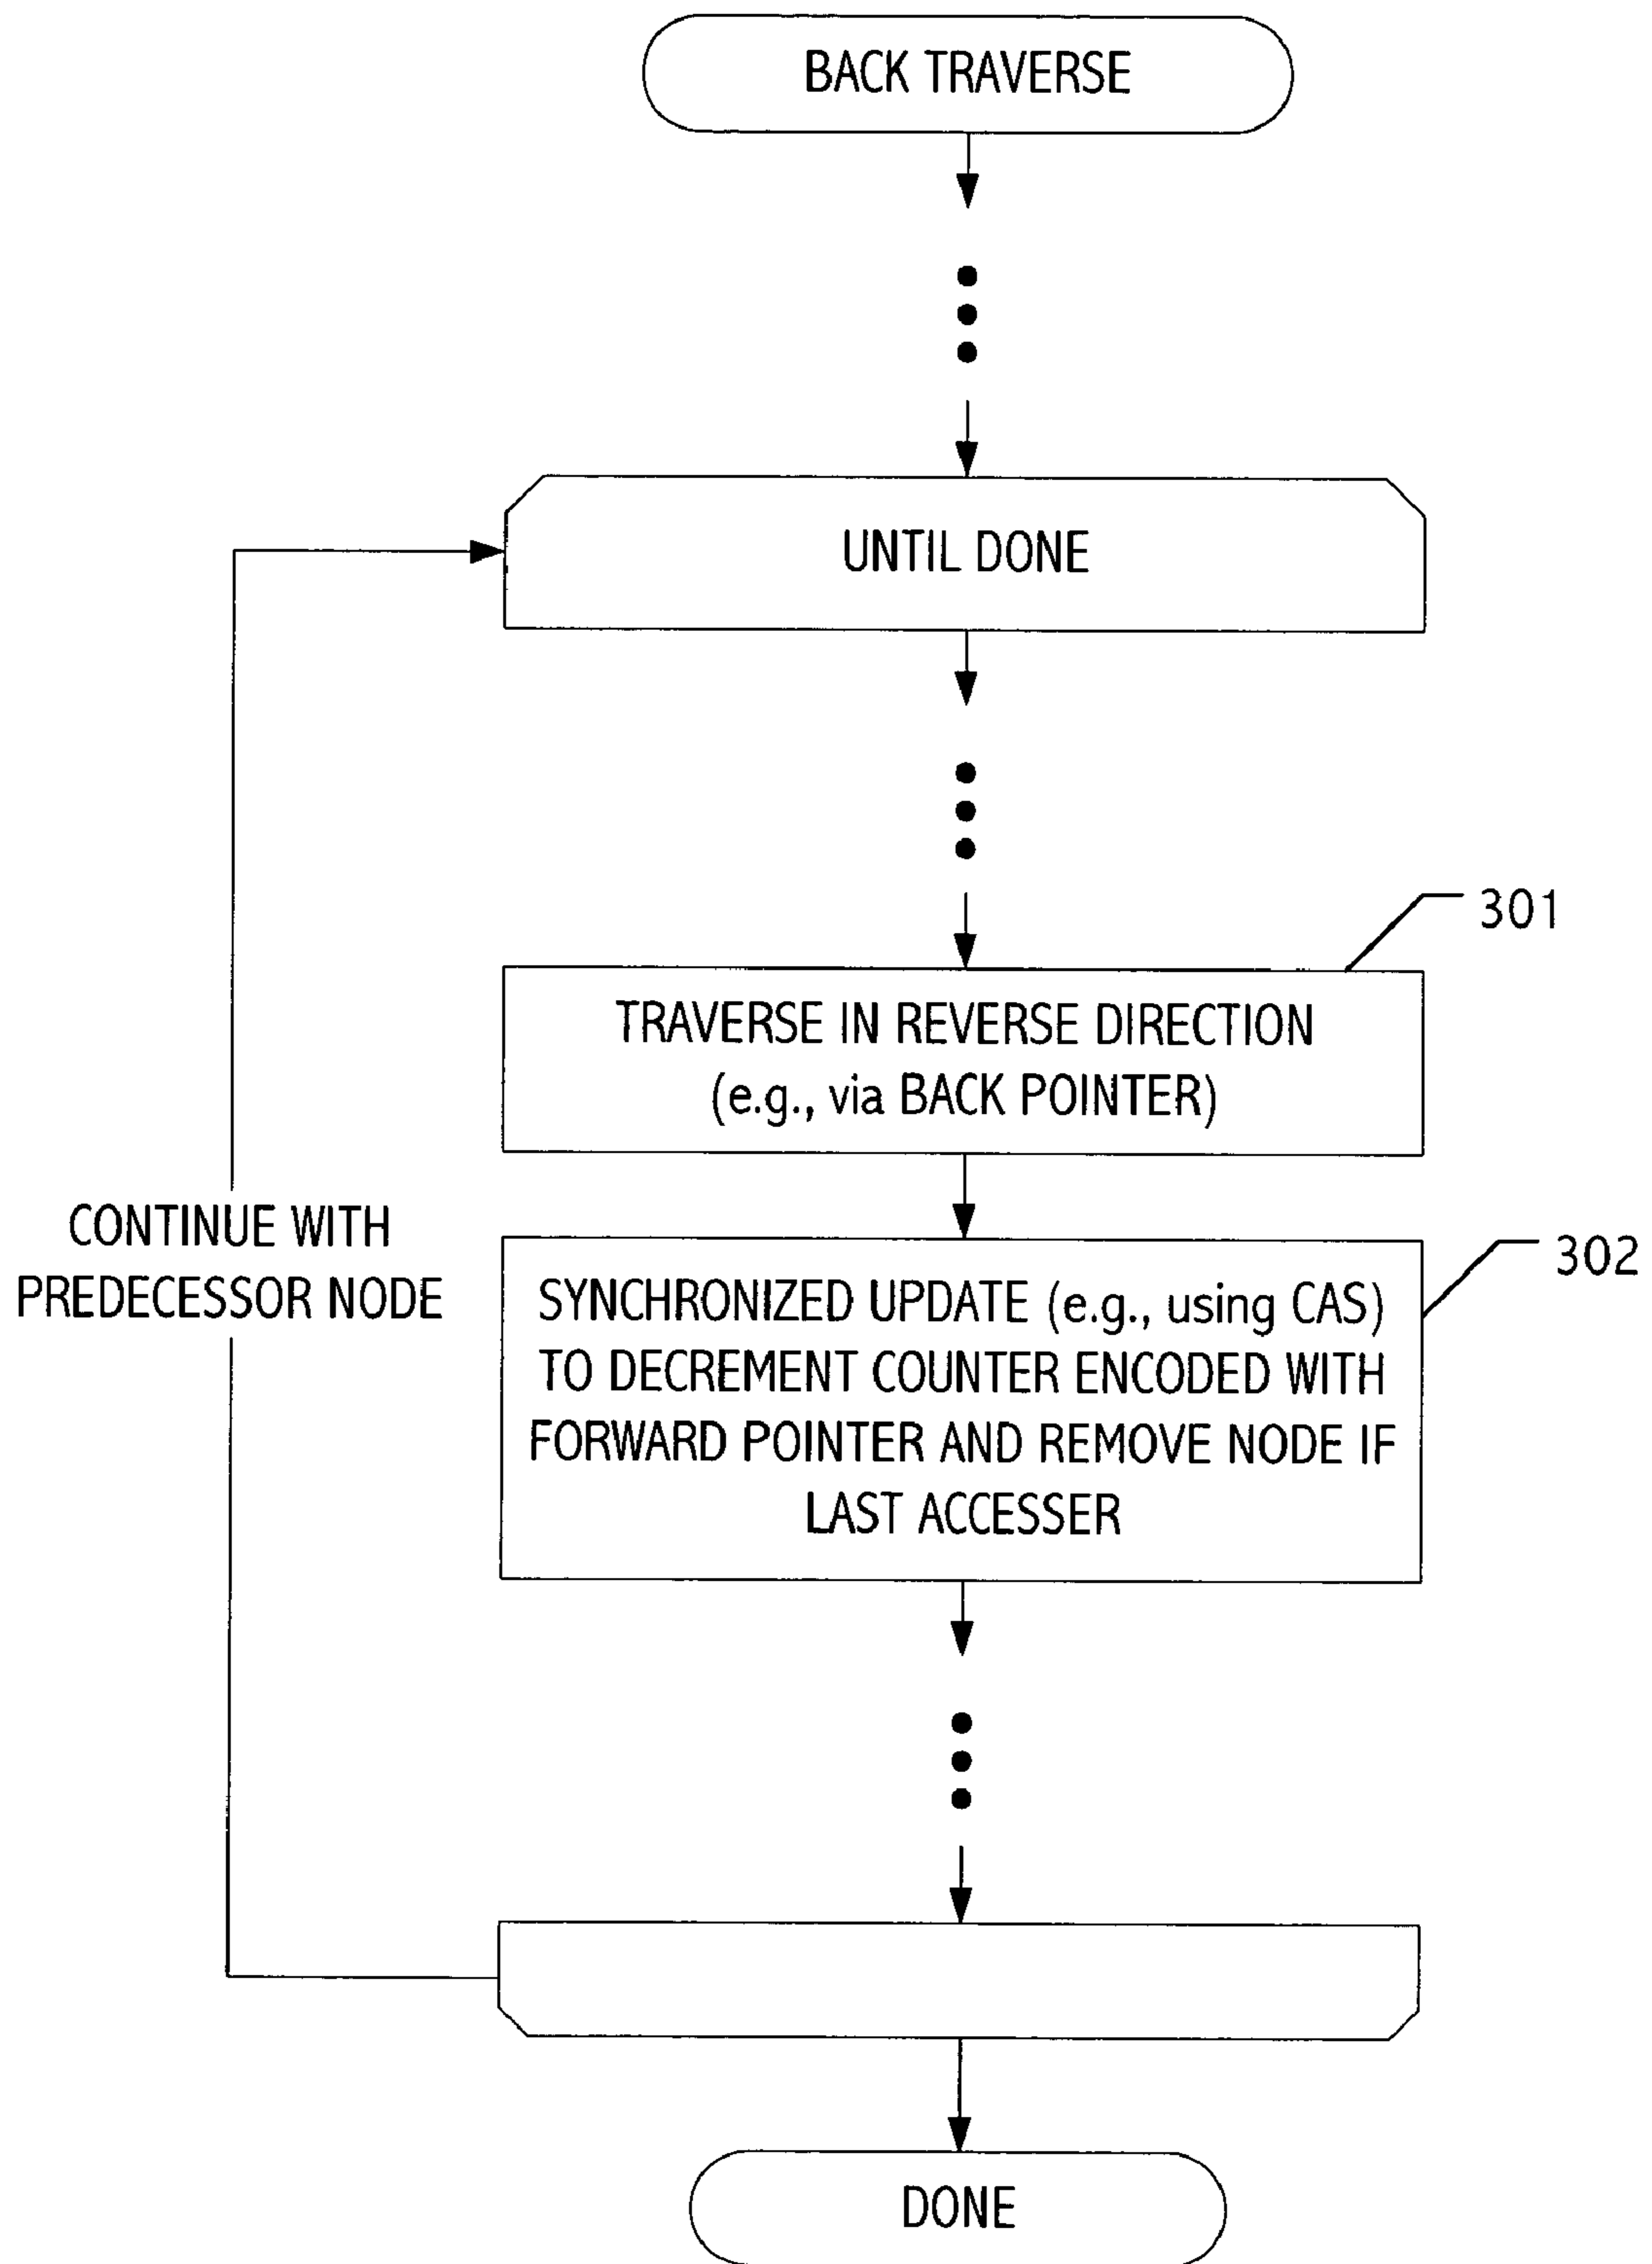 BACK TRAVERSE
UNTIL DONE
301
TRAVERSE IN REVERSE DIRECTION
(e.g., via BACK POINTER)
CONTINUE WITH
PREDECESSOR NODE
302
SYNCHRONIZED UPDATE (e.g., using CAS)
TO DECREMENT COUNTER ENCODED WITH
FORWARD POINTER AND REMOVE NODE IF
LAST ACCESSER
DONE